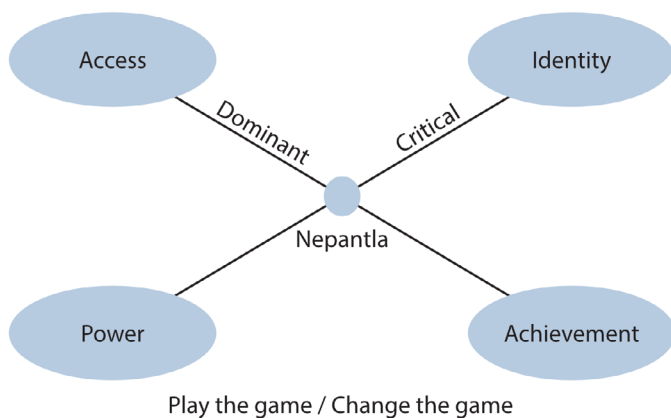 Access
Identity
Dominant
Critical
Nepantla
Power
Achievement
Play the game / Change the game